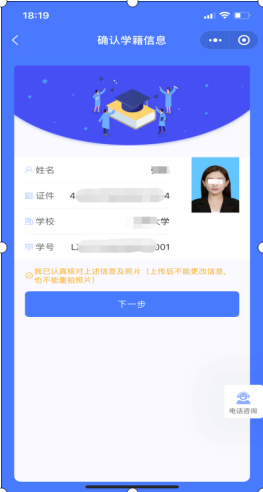 18:19
确认学籍信息
姓名
证件 4 4
学校 大学
学号 001
我已认真核对上述信息及照片（上传后不能更改信息，
也不能重拍照片）
下一步
电话咨询